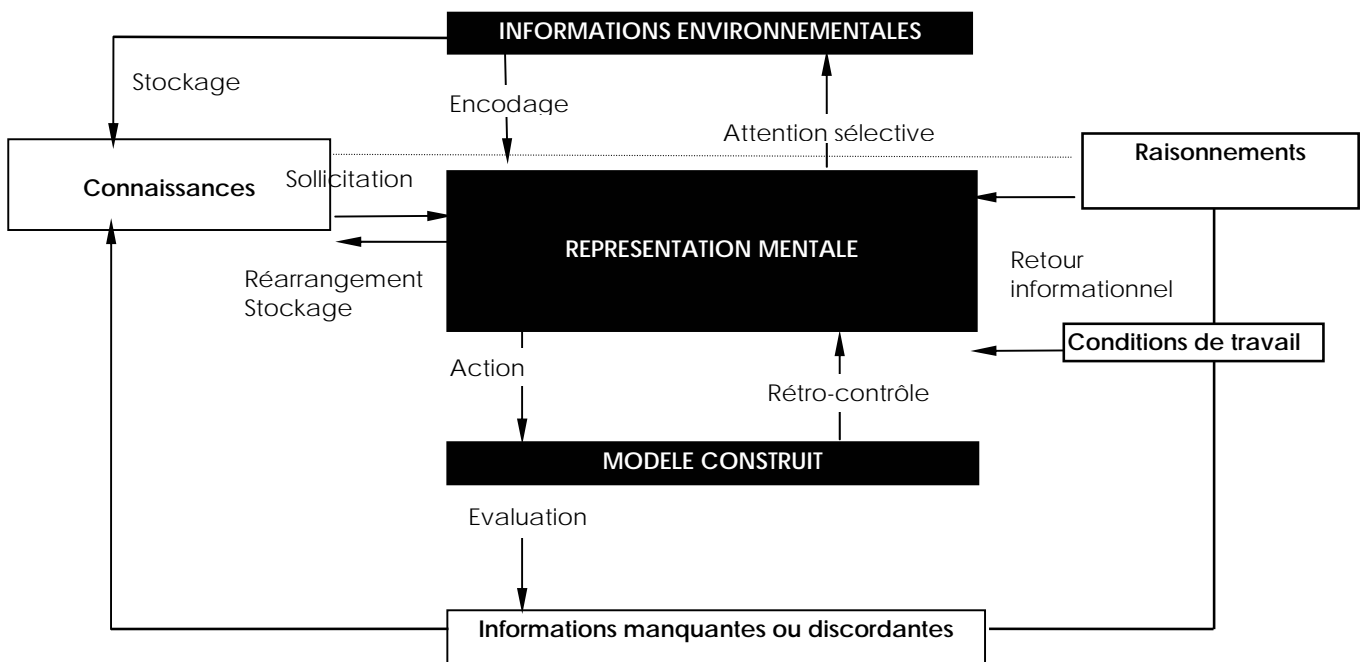 INFORMATIONS ENVIRONNEMENTALES
Stockage
Encodage
Attention sélective
Raisonnements
Connaissances
Sollicitation
REPRESENTATION MENTALE
Réarrangement
Stockage
Retour
informationnel
Conditions de travail
Action
Rétro-contrôle
MODELE CONSTRUIT
Evaluation
Informations manquantes ou discordantes